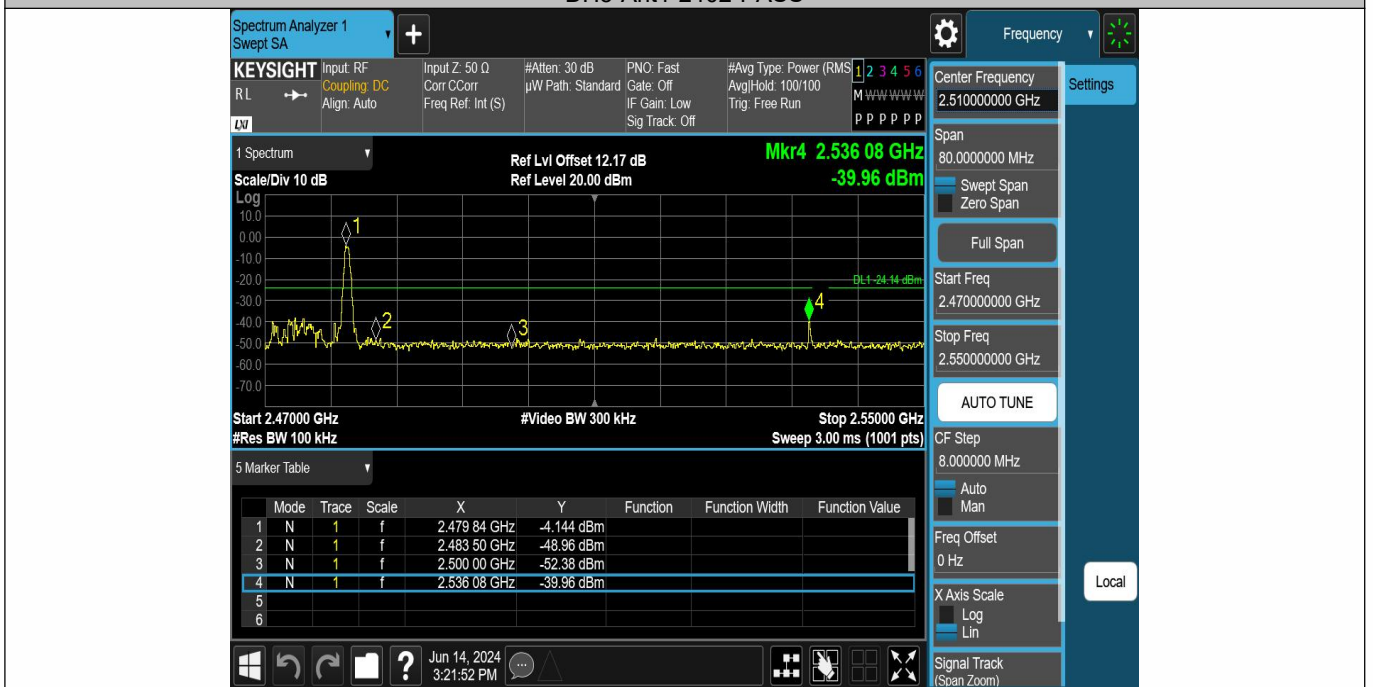 Spectrum Analyzer 1
Swept SA
Frequency
KEYSIGHT
RL
LXI
Input: RF
Coupling: DC
Align: Auto
Input Z: 50 Ω
Corr CCorr
Freq Ref: Int (S)
#Atten: 30 dB
µW Path: Standard
PNO: Fast
Gate: Off
IF Gain: Low
Sig Track: Off
#Avg Type: Power (RMS
Avg|Hold: 100/100
Trig: Free Run
1 2 3 4 5 6
M W W W W W
P P P P P P
1 Spectrum
Scale/Div 10 dB
Ref Lvl Offset 12.17 dB
Ref Level 20.00 dBm
Mkr4 2.536 08 GHz
-39.96 dBm
Log
10.0
0.00
-10.0
-20.0
-30.0
-40.0
-50.0
-60.0
-70.0
1
2
3
4
DL1 -24.14 dBm
Start 2.47000 GHz
#Video BW 300 kHz
Stop 2.55000 GHz
#Res BW 100 kHz
Sweep 3.00 ms (1001 pts)
5 Marker Table
Mode Trace Scale X Y Function Function Width Function Value
1 N 1 f 2.479 84 GHz -4.144 dBm
2 N 1 f 2.483 50 GHz -48.96 dBm
3 N 1 f 2.500 00 GHz -52.38 dBm
4 N 1 f 2.536 08 GHz -39.96 dBm
5
6
Jun 14, 2024
3:21:52 PM
Center Frequency
2.510000000 GHz
Settings
Span
80.0000000 MHz
Swept Span
Zero Span
Full Span
Start Freq
2.470000000 GHz
Stop Freq
2.550000000 GHz
AUTO TUNE
CF Step
8.000000 MHz
Auto
Man
Freq Offset
0 Hz
X Axis Scale
Log
Lin
Local
Signal Track
(Span Zoom)